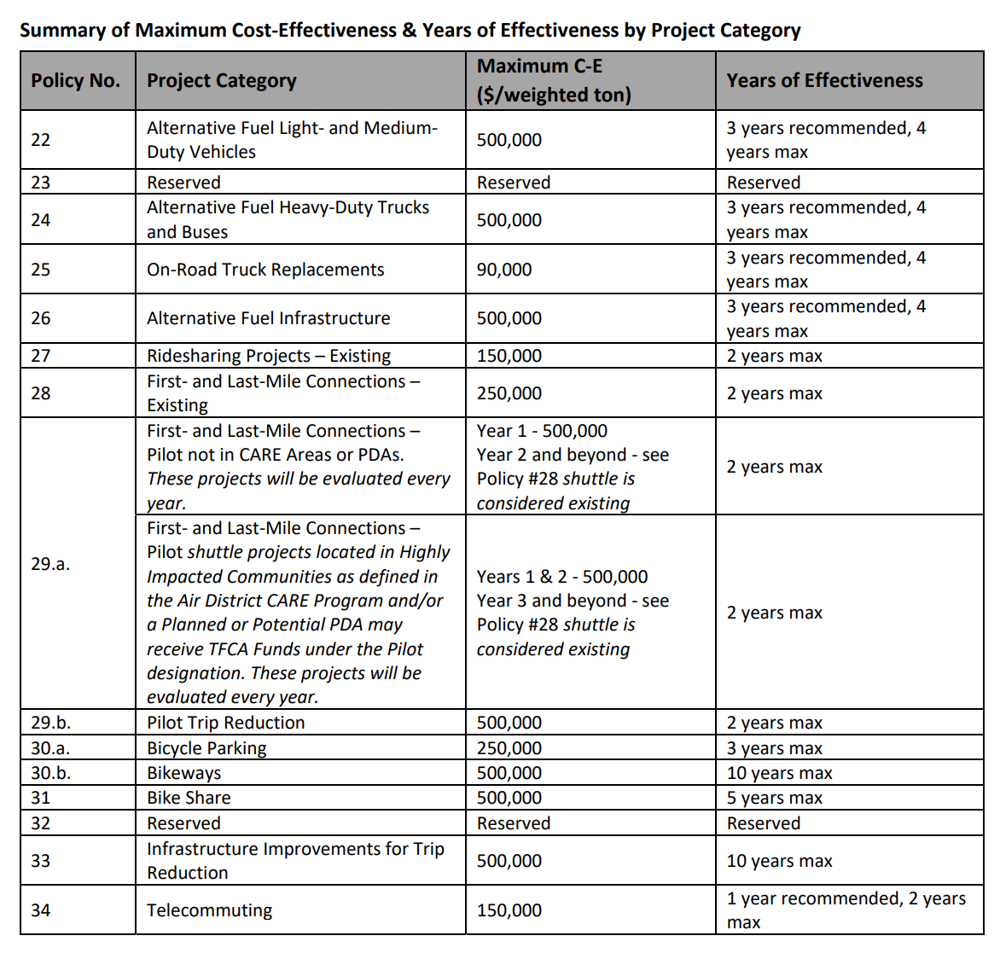 Summary of Maximum Cost-Effectiveness & Years of Effectiveness by Project Category
Policy No.
Project Category
Maximum C-E
($/weighted ton)
Years of Effectiveness
22
Alternative Fuel Light- and Medium-
Duty Vehicles
500,000
3 years recommended, 4
years max
23
Reserved
Reserved
Reserved
24
Alternative Fuel Heavy-Duty Trucks
and Buses
500,000
3 years recommended, 4
years max
25
On-Road Truck Replacements
90,000
3 years recommended, 4
years max
26
Alternative Fuel Infrastructure
500,000
3 years recommended, 4
years max
27
Ridesharing Projects – Existing
150,000
2 years max
28
First- and Last-Mile Connections –
Existing
250,000
2 years max
29.a.
First- and Last-Mile Connections –
Pilot not in CARE Areas or PDAs.
These projects will be evaluated every
year.
Year 1 - 500,000
Year 2 and beyond - see
Policy #28 shuttle is
considered existing
2 years max
First- and Last-Mile Connections –
Pilot shuttle projects located in Highly
Impacted Communities as defined in
the Air District CARE Program and/or
a Planned or Potential PDA may
receive TFCA Funds under the Pilot
designation. These projects will be
evaluated every year.
Years 1 & 2 - 500,000
Year 3 and beyond - see
Policy #28 shuttle is
considered existing
2 years max
29.b.
Pilot Trip Reduction
500,000
2 years max
30.a.
Bicycle Parking
250,000
3 years max
30.b.
Bikeways
500,000
10 years max
31
Bike Share
500,000
5 years max
32
Reserved
Reserved
Reserved
33
Infrastructure Improvements for Trip
Reduction
500,000
10 years max
34
Telecommuting
150,000
1 year recommended, 2 years
max